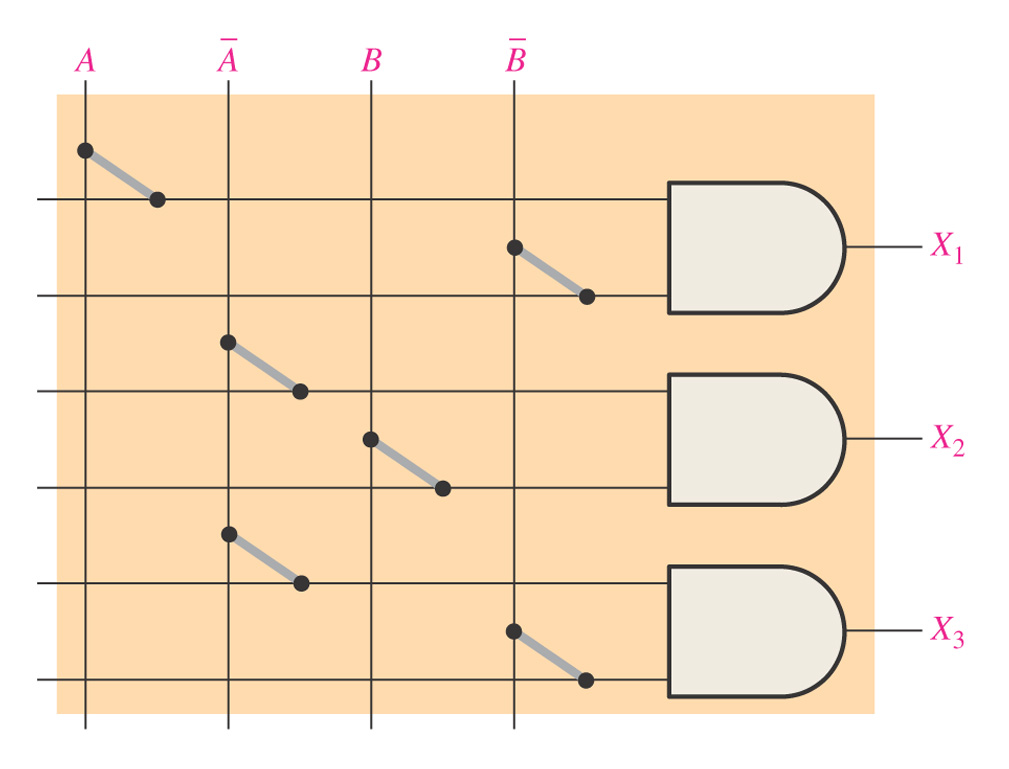 A A̅ B B̅
X₁
X₂
X₃